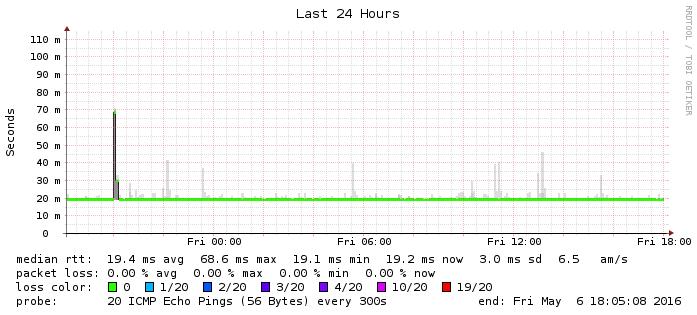 Last 24 Hours
RRDTOOL / TOBI OETIKER
Seconds
110 m
100 m
90 m
80 m
70 m
60 m
50 m
40 m
30 m
20 m
10 m
0
Fri 00:00 Fri 06:00 Fri 12:00 Fri 18:00
median rtt: 19.4 ms avg 68.6 ms max 19.1 ms min 19.2 ms now 3.0 ms sd 6.5 am/s
packet loss: 0.00 % avg 0.00 % max 0.00 % min 0.00 % now
loss color: 0 1/20 2/20 3/20 4/20 10/20 19/20
probe: 20 ICMP Echo Pings (56 Bytes) every 300s end: Fri May 6 18:05:08 2016